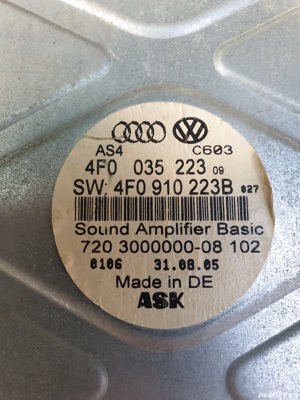 AS4 C603
4F0 035 223 09
SW: 4F0 910 223B 027
Sound Amplifier Basic
720 3000000-08 102
0106 31.08.05
Made in DE
ASK